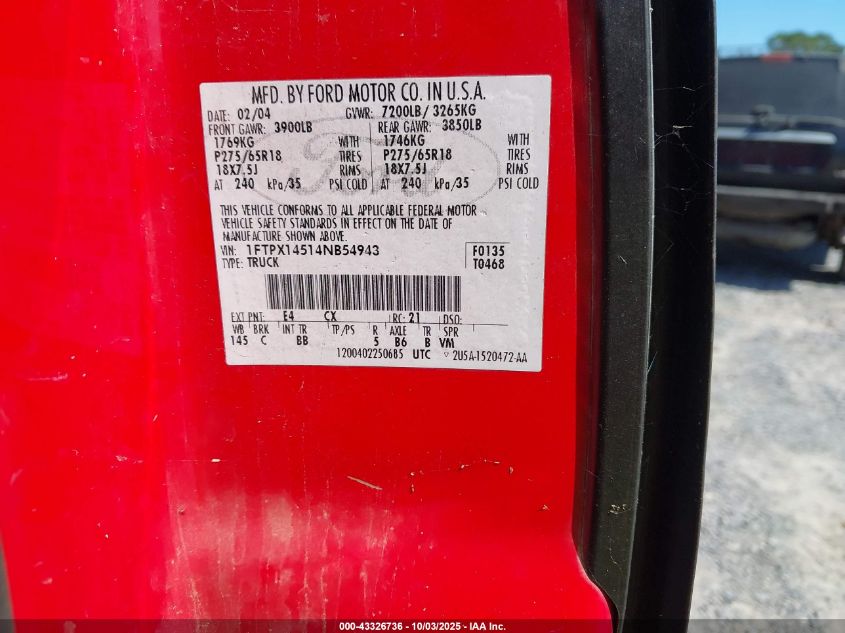 MFD. BY FORD MOTOR CO. IN U.S.A.
DATE: 02/04 GVWR: 7200LB/ 3265KG
FRONT GAWR: 3900LB REAR GAWR: 3850LB
1769KG WITH 1746KG WITH
P275/65R18 TIRES P275/65R18 TIRES
18X7.5J RIMS 18X7.5J RIMS
AT 240 kPa/35 PSI COLD AT 240 kPa/35 PSI COLD
Ford
THIS VEHICLE CONFORMS TO ALL APPLICABLE FEDERAL MOTOR
VEHICLE SAFETY STANDARDS IN EFFECT ON THE DATE OF
MANUFACTURE SHOWN ABOVE.
VIN: 1FTPX14514NB54943 F0135
TYPE: TRUCK T0468
EXT PNT: E4 CX RC: 21 DSO:
WB BRK INT TR TP/PS R AXLE TR SPR
145 C BB 5 B6 B VM
1200402250685 UTC 2U5A-1520472-AA
000-43326736 - 10/03/2025 - IAA Inc.